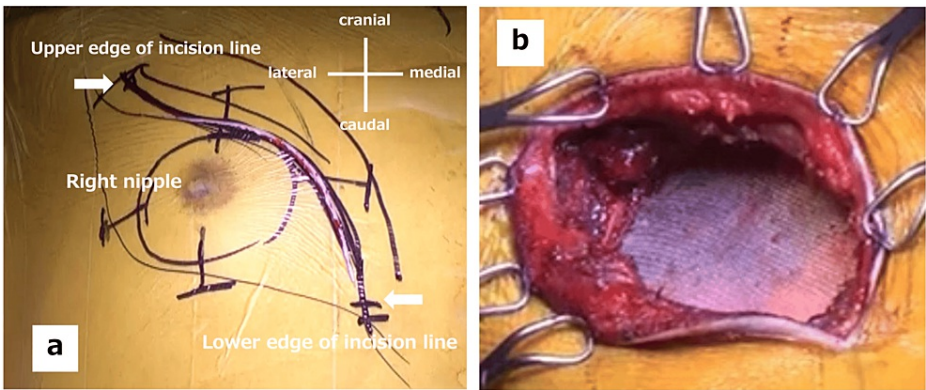 cranial
Upper edge of incision line
lateral
medial
caudal
Right nipple
Lower edge of incision line
a
b